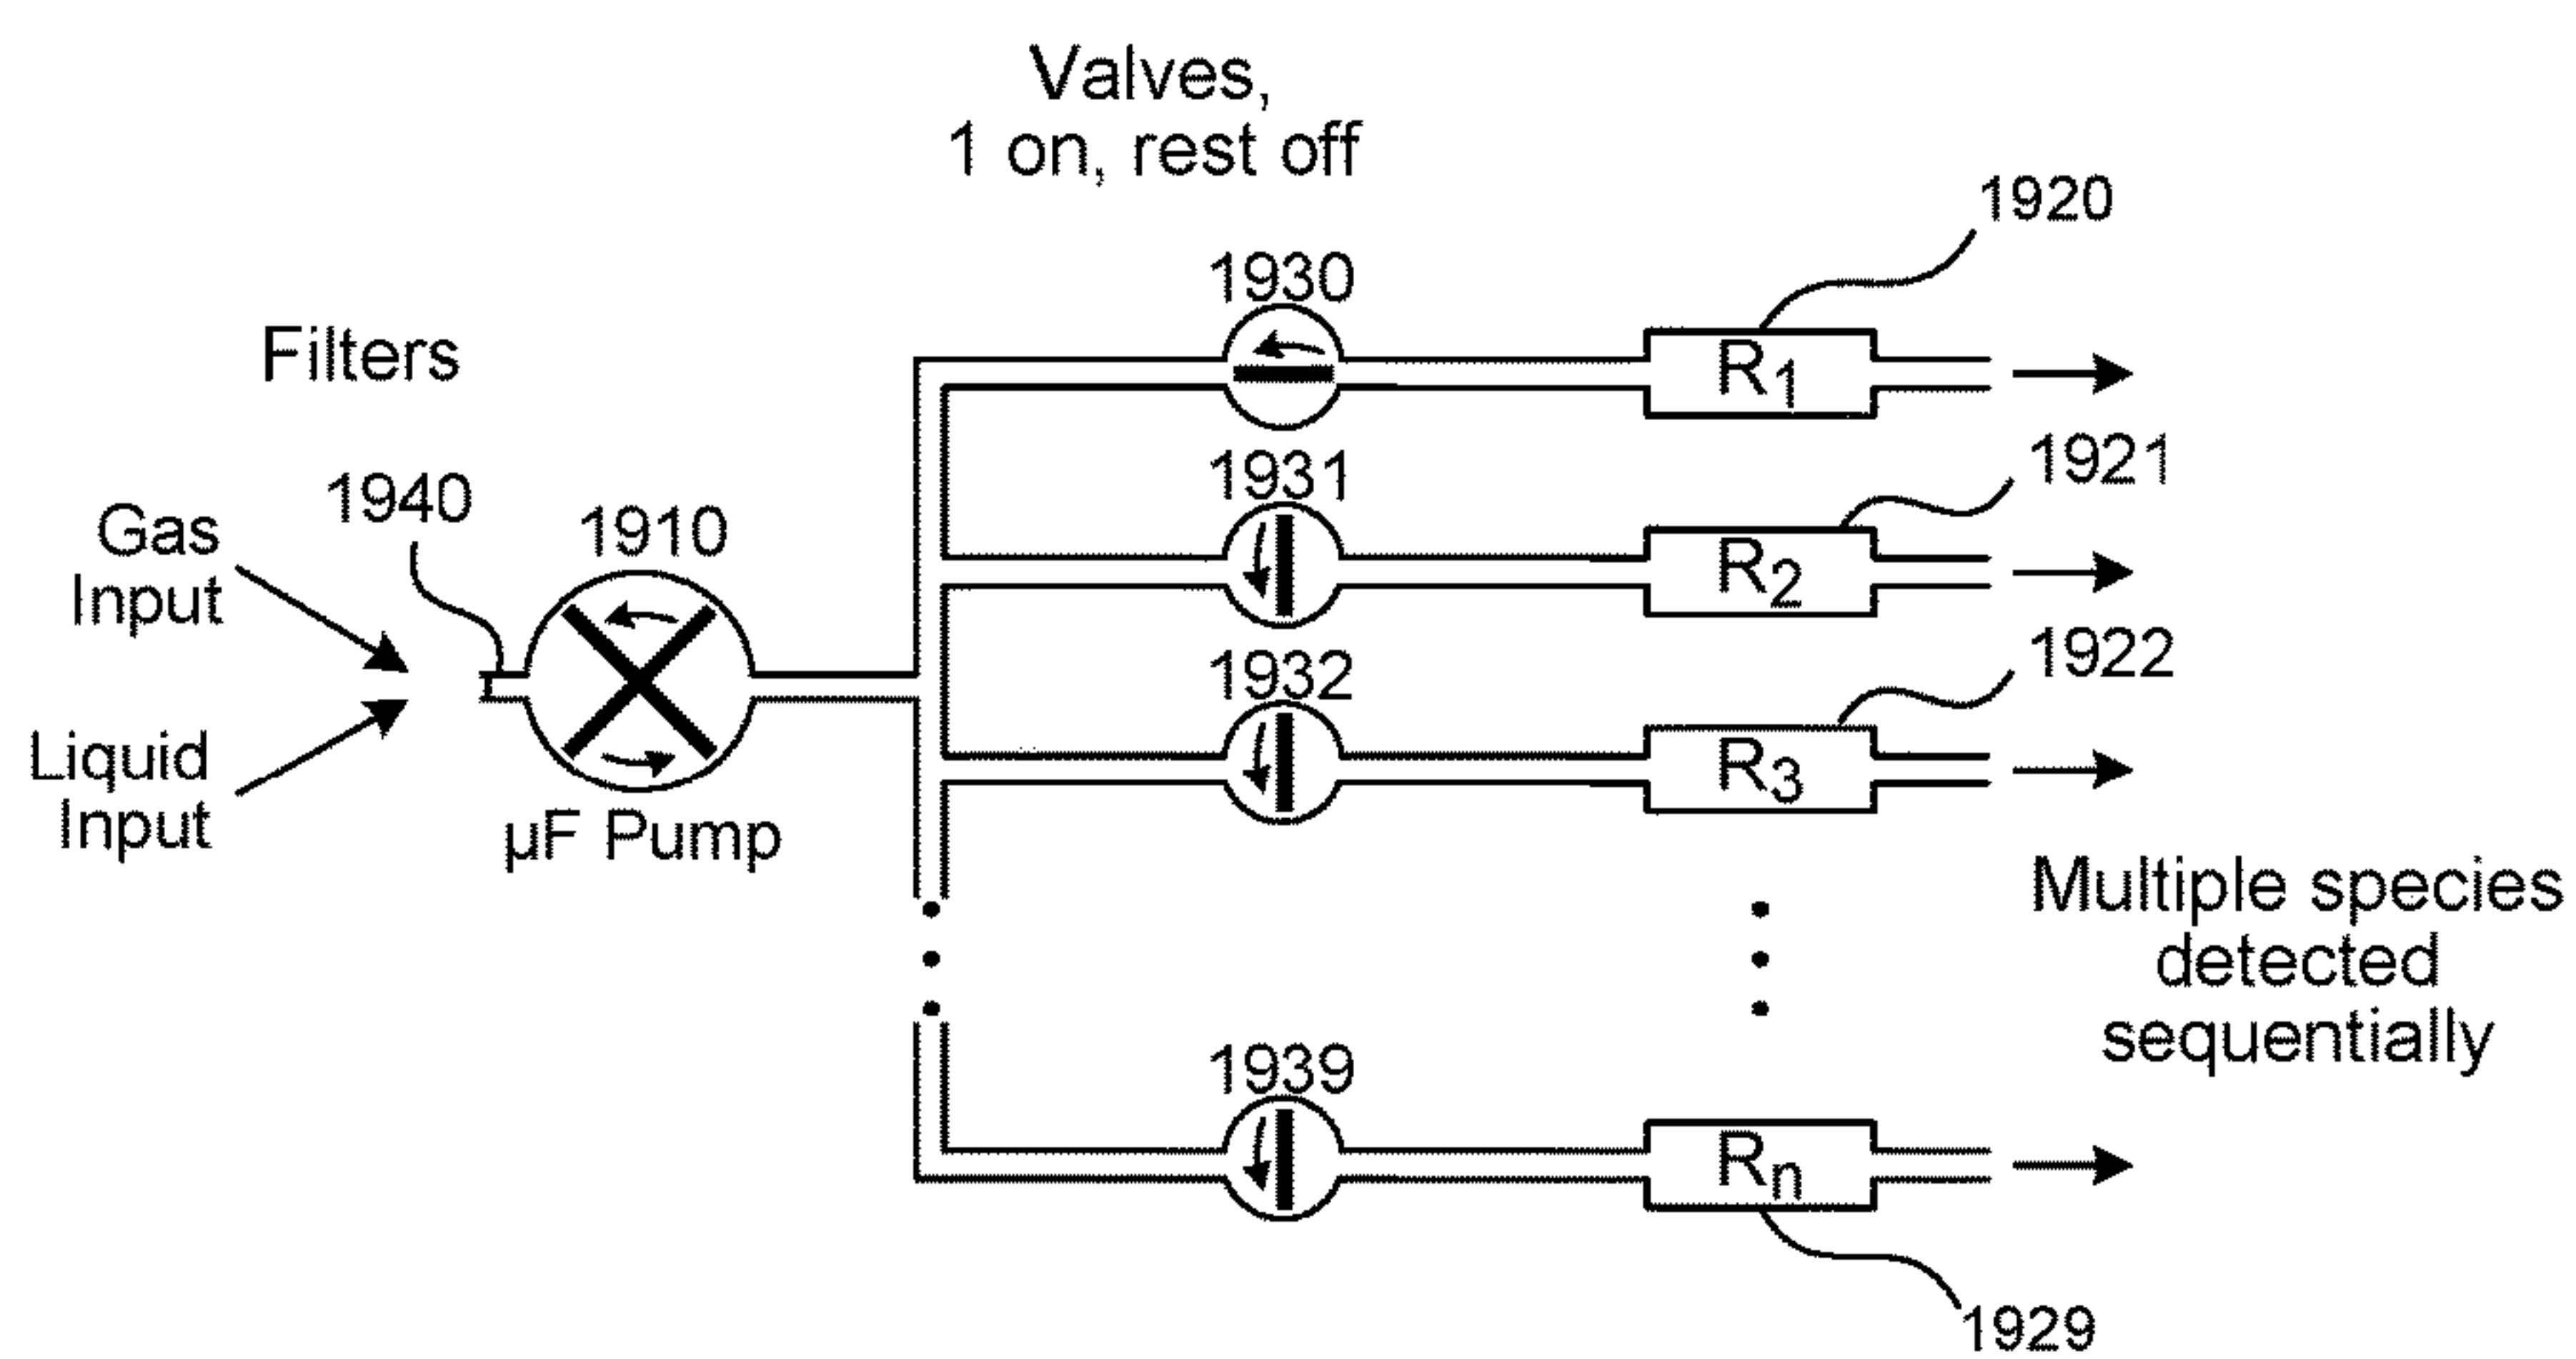 Valves,
1 on, rest off
1920
1930
Filters
R1
1931
1921
1940
1910
Gas
Input
R2
1932
1922
Liquid
Input
µF Pump
R3
Multiple species
detected
sequentially
1939
Rn
1929